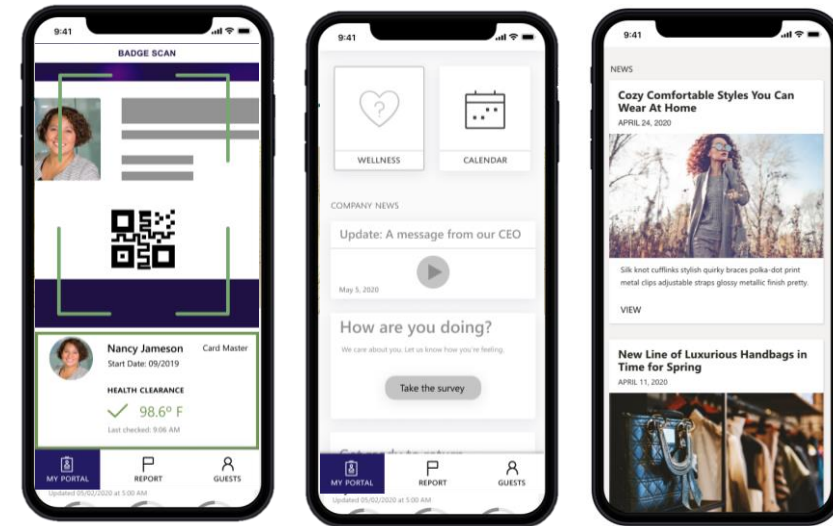 9:41
BADGE SCAN
Nancy Jameson
Card Master
Start Date: 09/2019
HEALTH CLEARANCE
98.6º F
Last checked: 9:06 AM
MY PORTAL
REPORT
GUESTS
Updated 05/02/2020 at 5:00 AM
9:41
WELLNESS
CALENDAR
COMPANY NEWS
Update: A message from our CEO
May 5, 2020
How are you doing?
We care about you. Let us know how you're feeling.
Take the survey
Get ready to return
MY PORTAL
REPORT
GUESTS
Updated 05/02/2020 at 5:00 AM
9:41
NEWS
Cozy Comfortable Styles You Can
Wear At Home
APRIL 24, 2020
Silk knot cufflinks stylish quirky braces polka-dot print
metal clips adjustable straps glossy metallic finish pretty.
VIEW
New Line of Luxurious Handbags in
Time for Spring
APRIL 11, 2020